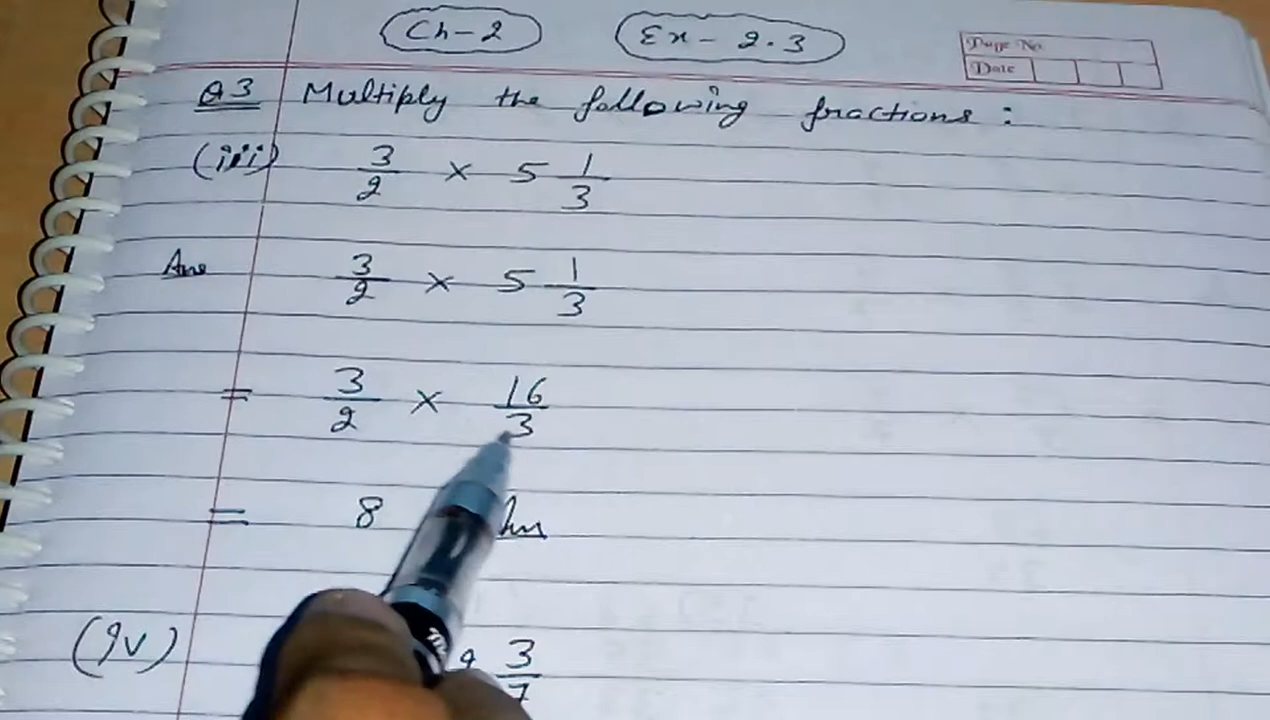 Ch-2 Ex- 2.3
Page No.
Date
Q3 Multiply the following fractions :
(iii) 3/2 × 5 1/3
Ans 3/2 × 5 1/3
= 3/2 × 16/3
= 8 Ans
(iv) 9 3/7